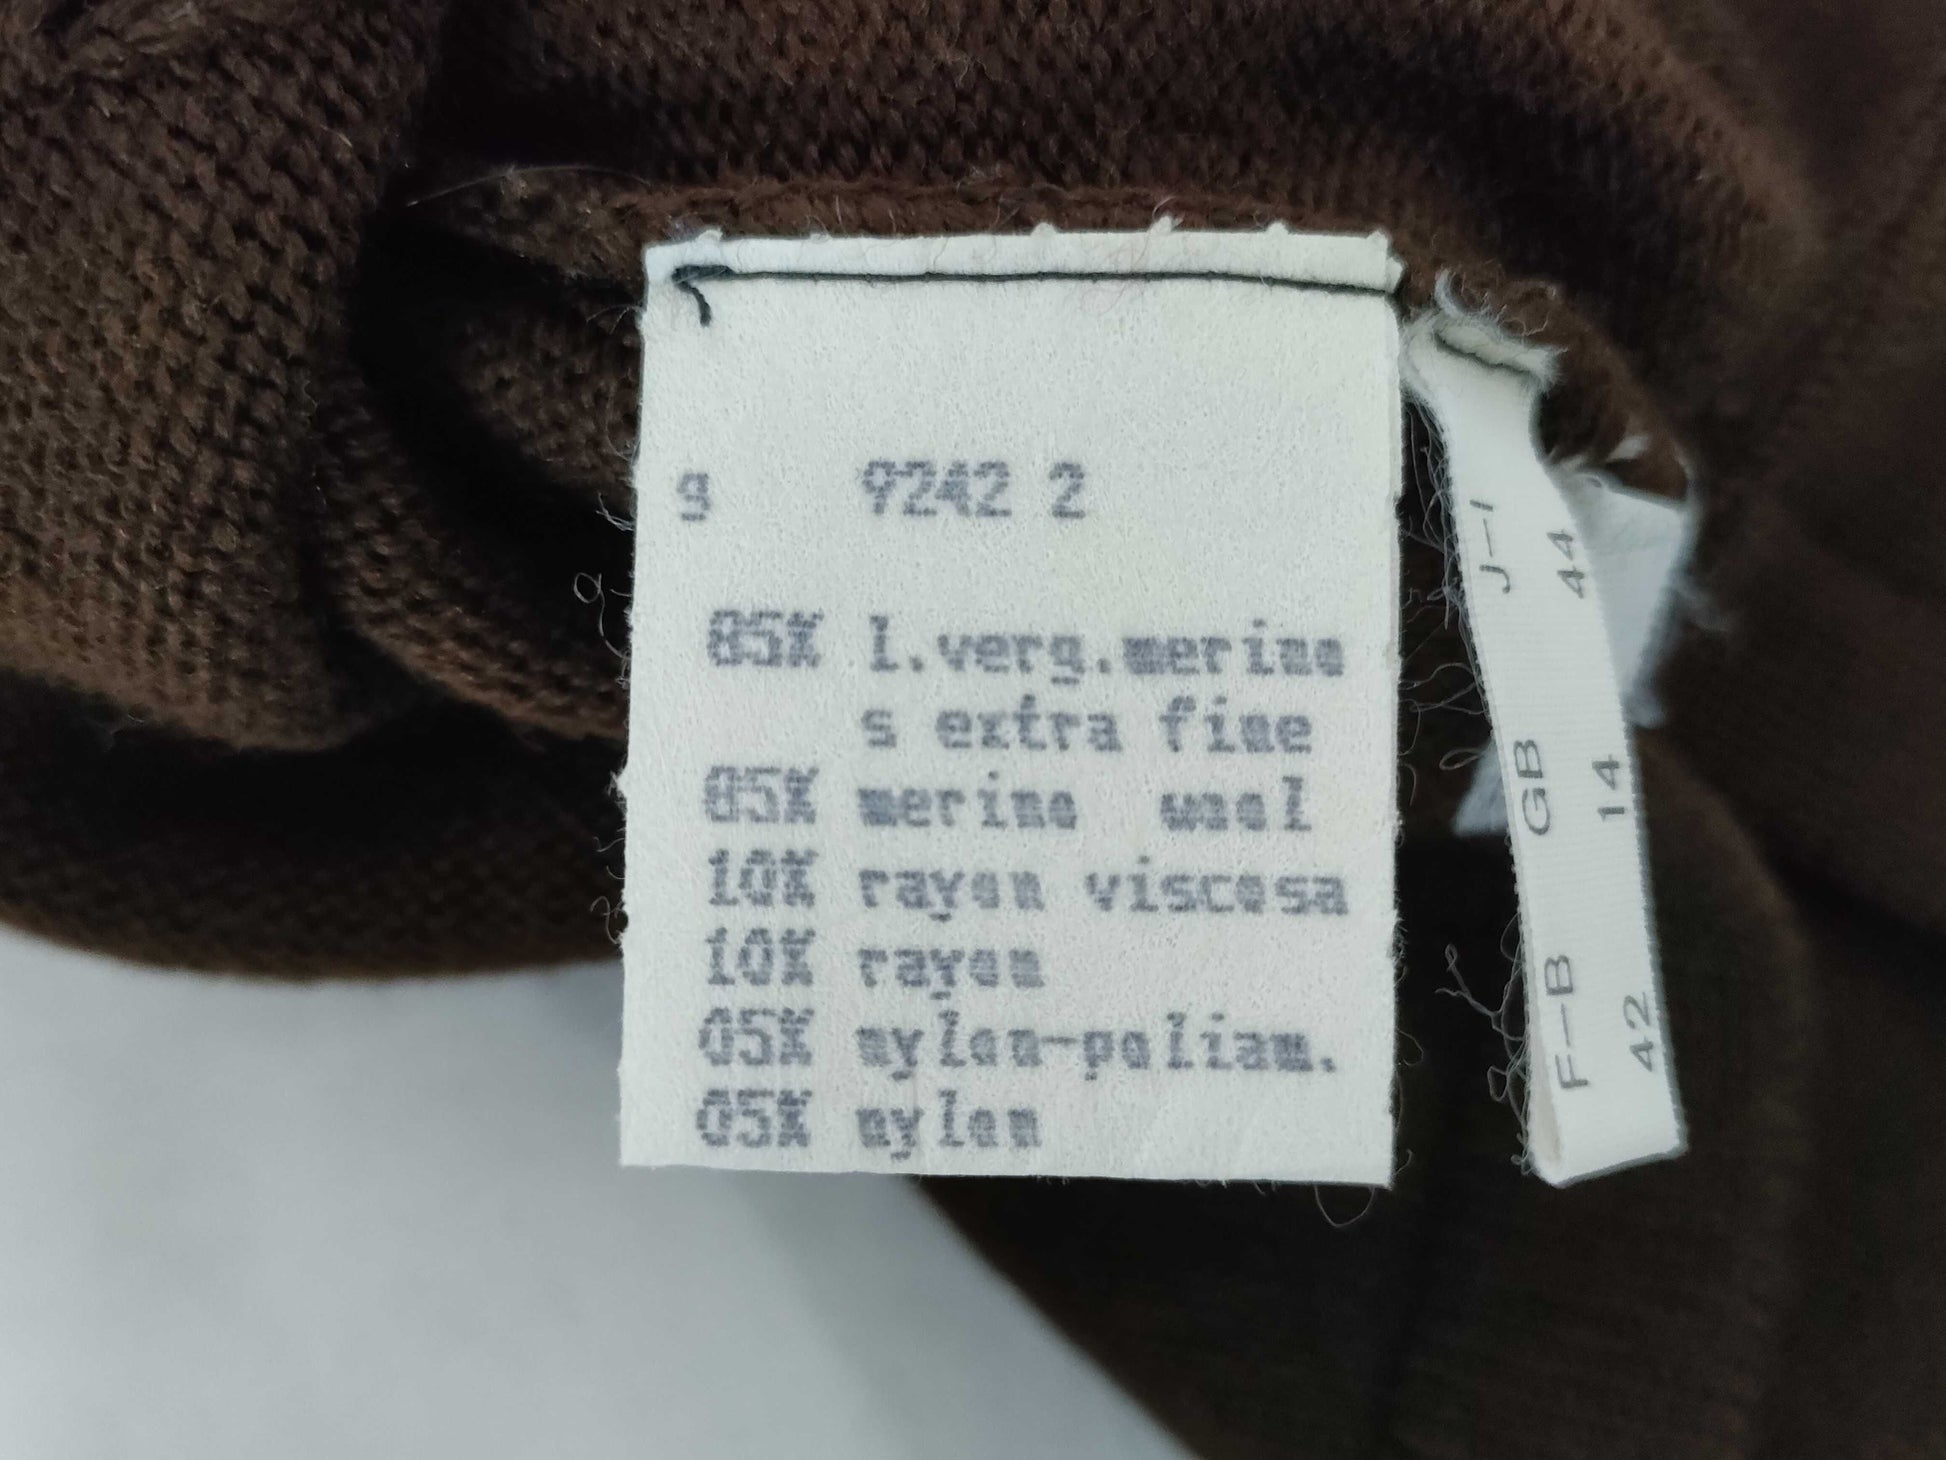 g 9242 2
85% l.verg.merino
s extra fine
85% merino wool
10% rayon viscosa
10% rayon
05% nylon-poliam.
05% nylon
J-I GB F-B
44 14 42